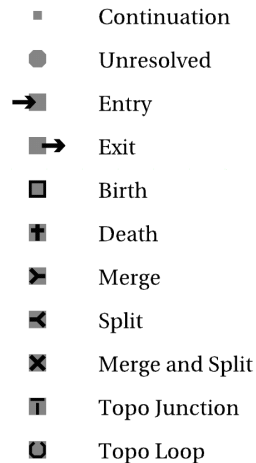 Continuation
Unresolved
Entry
Exit
Birth
Death
Merge
Split
Merge and Split
Topo Junction
Topo Loop